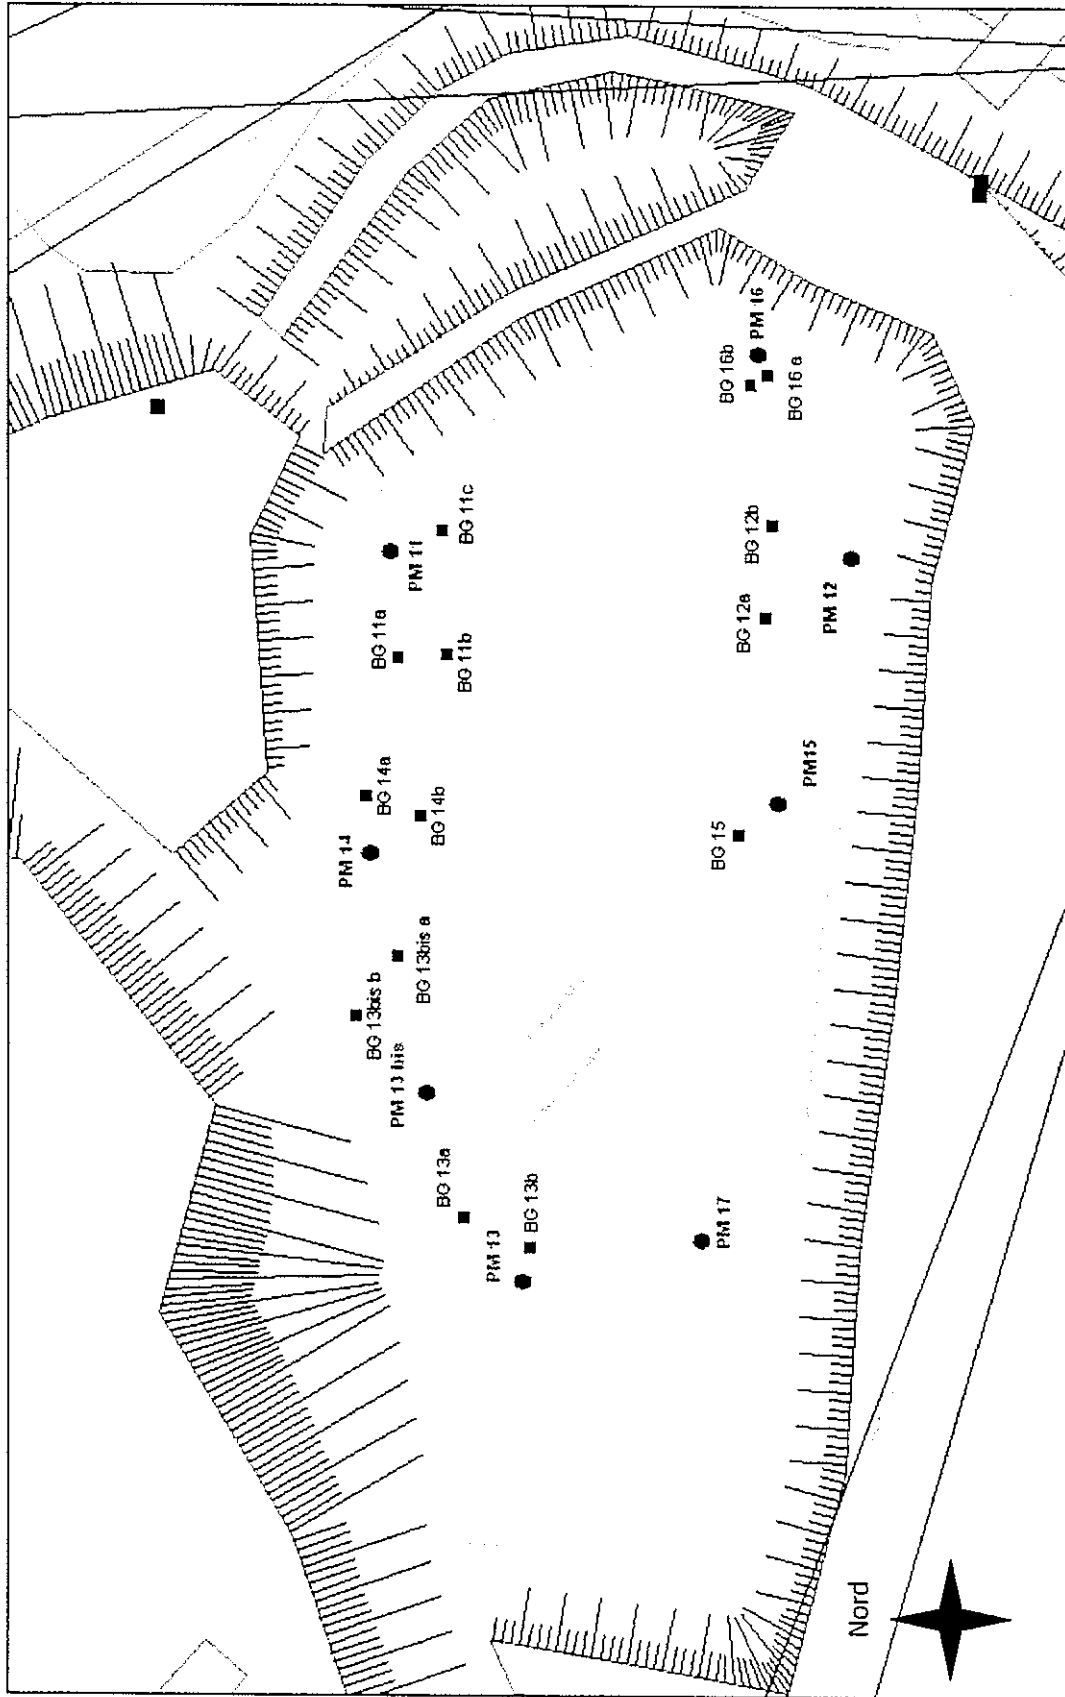 PM 14
BG 13bis b
BG 11a
BG 14a
PM 13 bis
PM 11
BG 13bis a
BG 14b
BG 13a
BG 11b
BG 11c
PM 13
BG 13b
BG 15
PM 17
BG 16b
BG 12a
BG 12b
PM 16
BG 16 a
PM15
PM 12
Nord